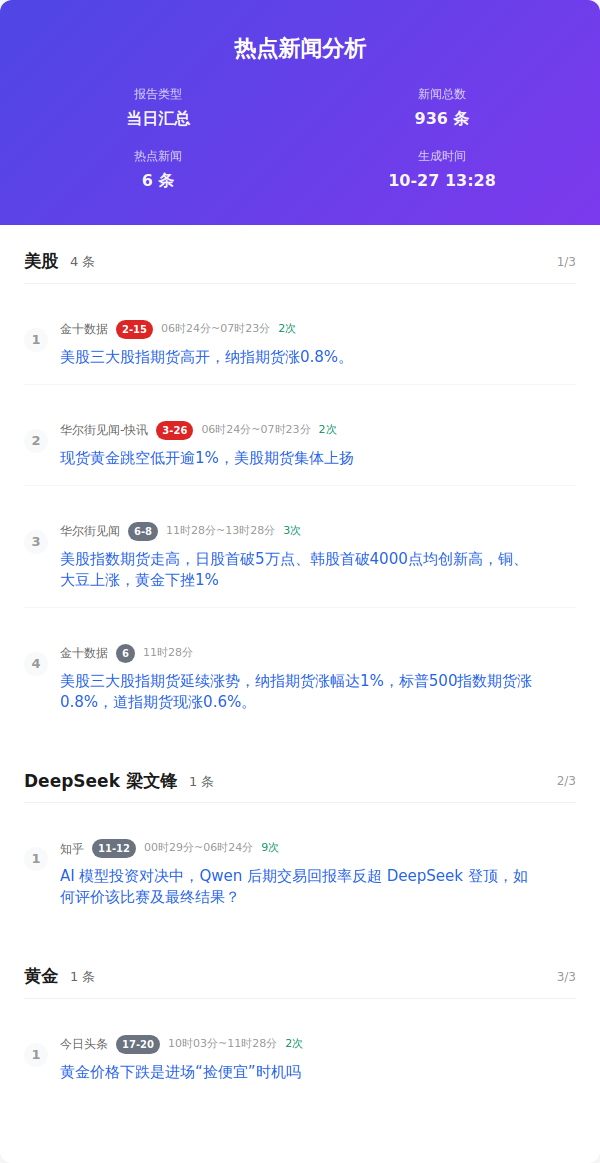 热点新闻分析
报告类型
新闻总数
当日汇总
936 条
热点新闻
生成时间
6 条
10-27 13:28
美股 4 条 1/3
1 金十数据 2-15 06时24分~07时23分 2次
美股三大股指期货高开，纳指期货涨0.8%。
2 华尔街见闻-快讯 3-26 06时24分~07时23分 2次
现货黄金跳空低开逾1%，美股期货集体上扬
3 华尔街见闻 6-8 11时28分~13时28分 3次
美股指数期货走高，日股首破5万点、韩股首破4000点均创新高，铜、
大豆上涨，黄金下挫1%
4 金十数据 6 11时28分
美股三大股指期货延续涨势，纳指期货涨幅达1%，标普500指数期货涨
0.8%，道指期货现涨0.6%。
DeepSeek 梁文锋 1 条 2/3
1 知乎 11-12 00时29分~06时24分 9次
AI 模型投资对决中，Qwen 后期交易回报率反超 DeepSeek 登顶，如
何评价该比赛及最终结果？
黄金 1 条 3/3
1 今日头条 17-20 10时03分~11时28分 2次
黄金价格下跌是进场“捡便宜”时机吗